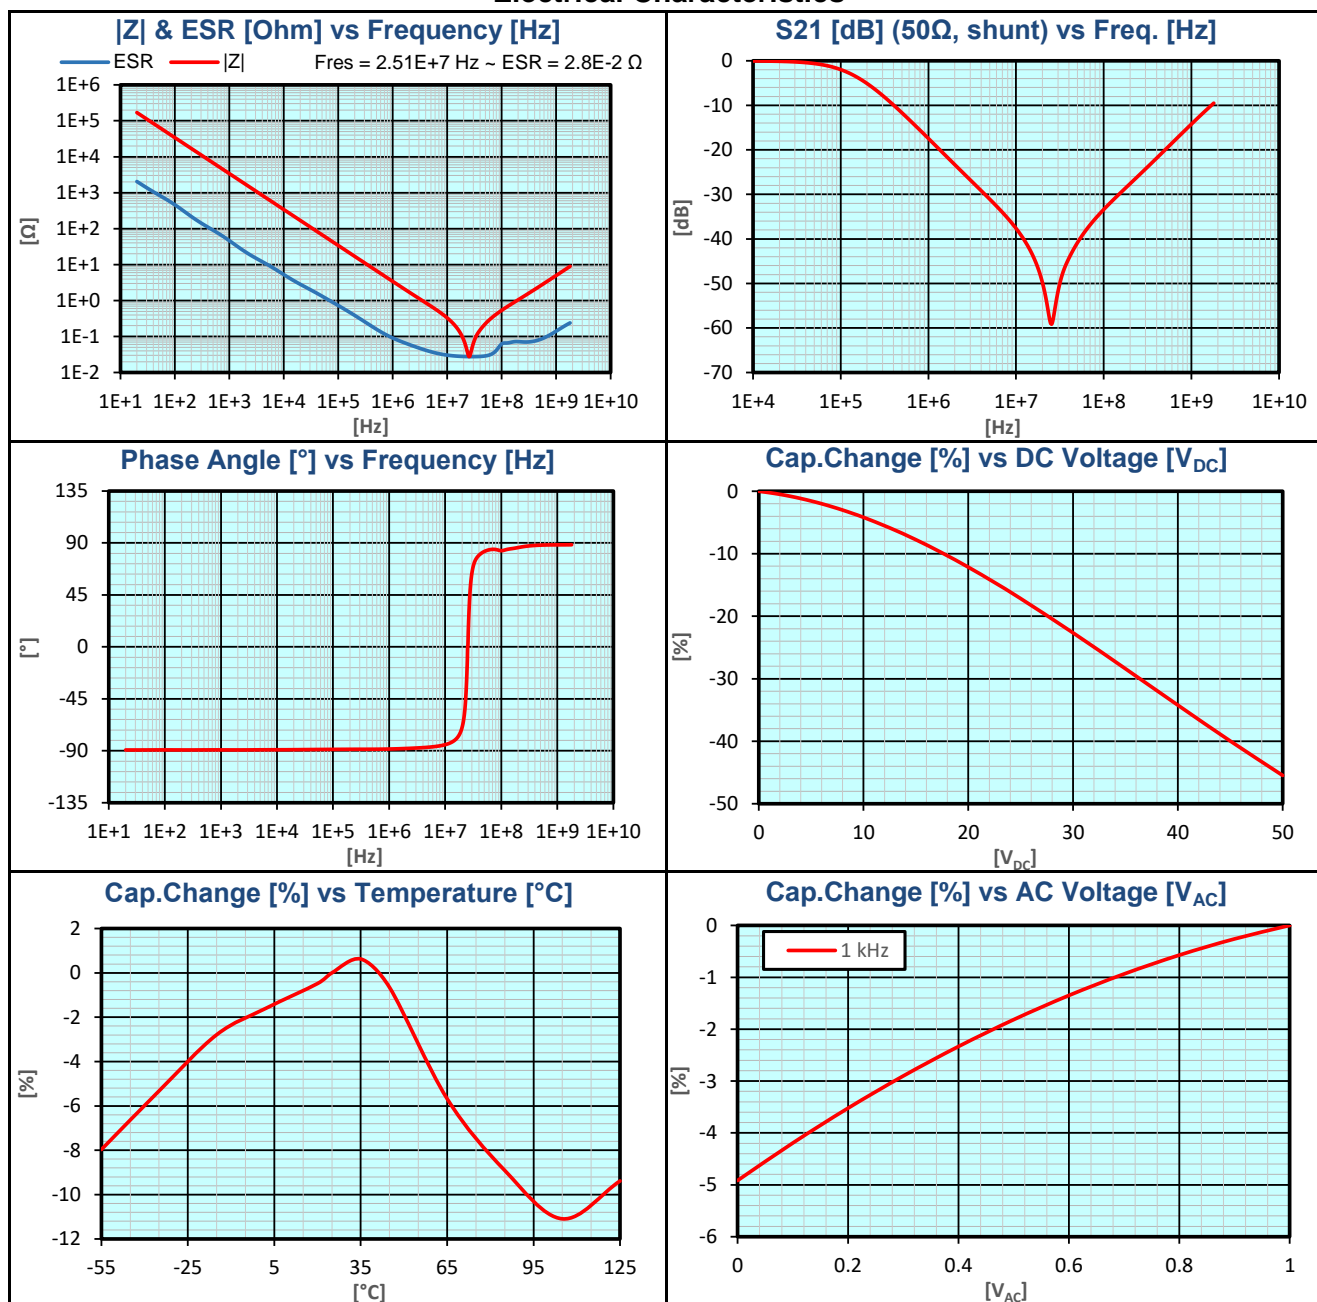 Electrical Characteristics
|Z| & ESR [Ohm] vs Frequency [Hz]
ESR
|Z|
Fres = 2.51E+7 Hz ~ ESR = 2.8E-2 Ω
1E+6
1E+5
1E+4
1E+3
1E+2
1E+1
1E+0
1E-1
1E-2
[Ω]
1E+1 1E+2 1E+3 1E+4 1E+5 1E+6 1E+7 1E+8 1E+9 1E+10
[Hz]
S21 [dB] (50Ω, shunt) vs Freq. [Hz]
0
-10
-20
-30
-40
-50
-60
-70
[dB]
1E+4 1E+5 1E+6 1E+7 1E+8 1E+9 1E+10
[Hz]
Phase Angle [°] vs Frequency [Hz]
135
90
45
0
-45
-90
-135
[°]
1E+1 1E+2 1E+3 1E+4 1E+5 1E+6 1E+7 1E+8 1E+9 1E+10
[Hz]
Cap.Change [%] vs DC Voltage [VDC]
0
-10
-20
-30
-40
-50
[%]
0 10 20 30 40 50
[VDC]
Cap.Change [%] vs Temperature [°C]
2
0
-2
-4
-6
-8
-10
-12
[%]
-55 -25 5 35 65 95 125
[°C]
Cap.Change [%] vs AC Voltage [VAC]
1 kHz
0
-1
-2
-3
-4
-5
-6
[%]
0 0.2 0.4 0.6 0.8 1
[VAC]